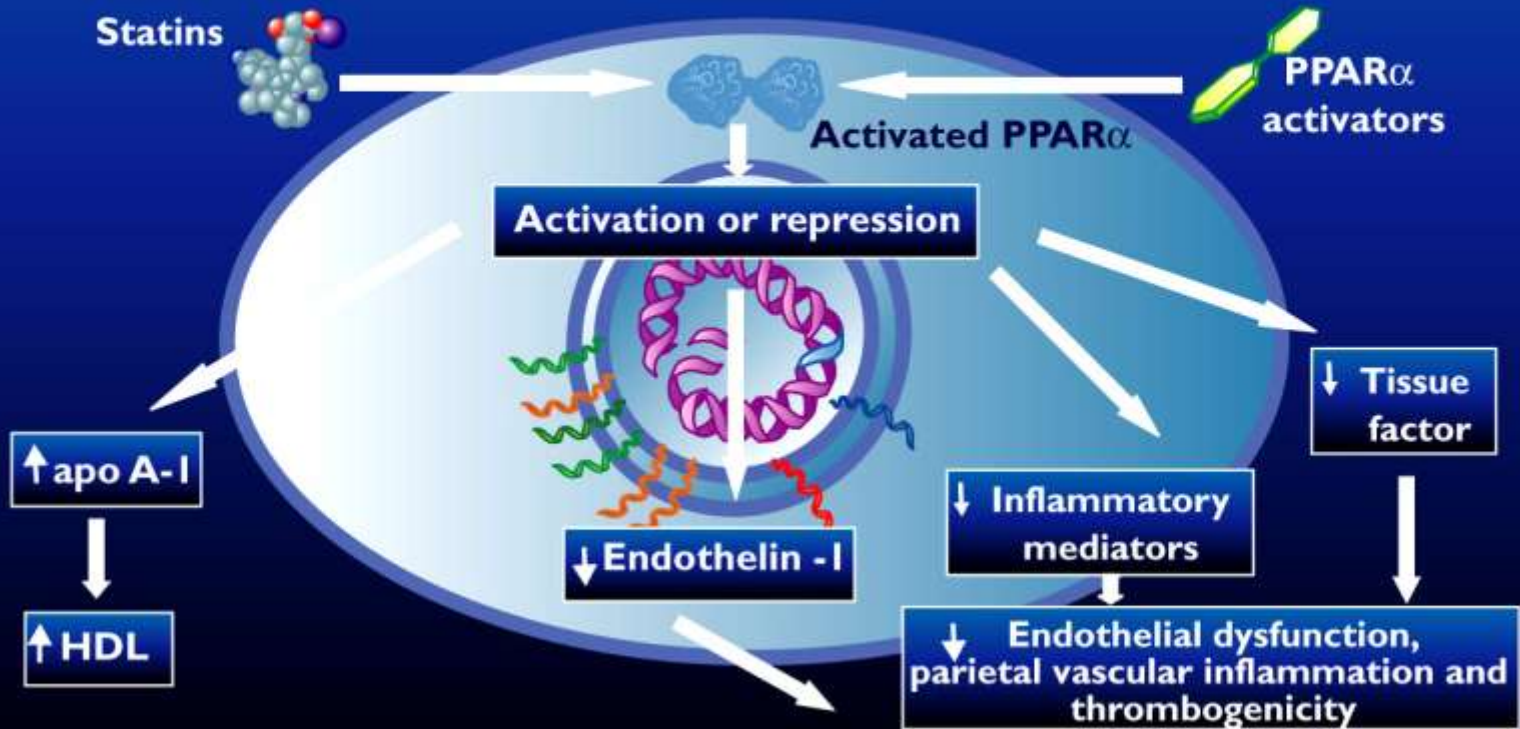 Statins
PPARα
activators
Activated PPARα
Activation or repression
↓ Tissue
factor
↑ apo A-I
↓ Inflammatory
mediators
↓ Endothelin -I
↑ HDL
↓ Endothelial dysfunction,
parietal vascular inflammation and
thrombogenicity